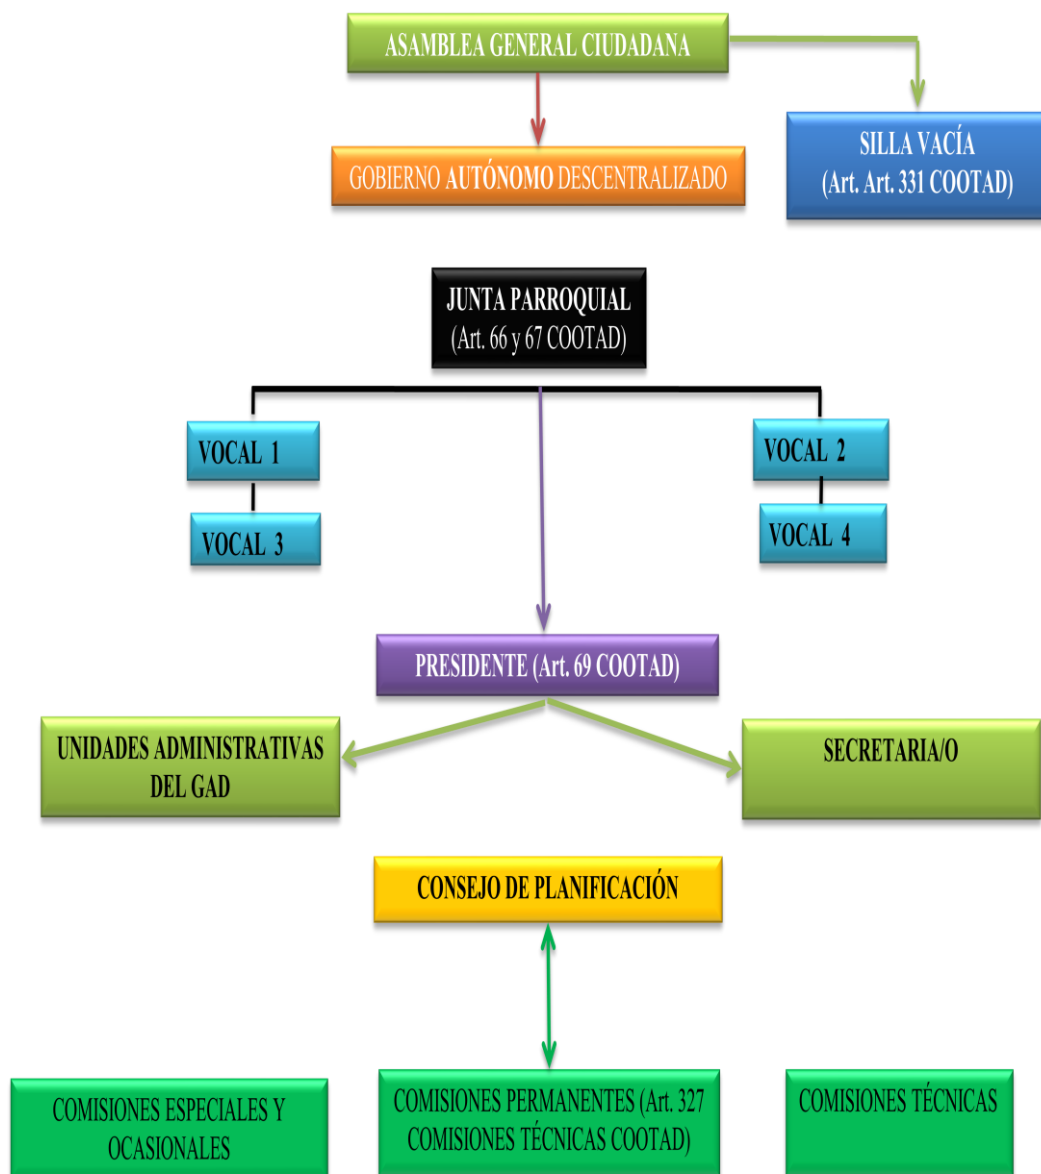 ASAMBLEA GENERAL CIUDADANA
SILLA VACÍA
(Art. Art. 331 COOTAD)
GOBIERNO AUTÓNOMO DESCENTRALIZADO
JUNTA PARROQUIAL
(Art. 66 y 67 COOTAD)
VOCAL 1
VOCAL 2
VOCAL 3
VOCAL 4
PRESIDENTE (Art. 69 COOTAD)
UNIDADES ADMINISTRATIVAS
DEL GAD
SECRETARIA/O
CONSEJO DE PLANIFICACIÓN
COMISIONES ESPECIALES Y
OCASIONALES
COMISIONES PERMANENTES (Art. 327
COMISIONES TÉCNICAS COOTAD)
COMISIONES TÉCNICAS